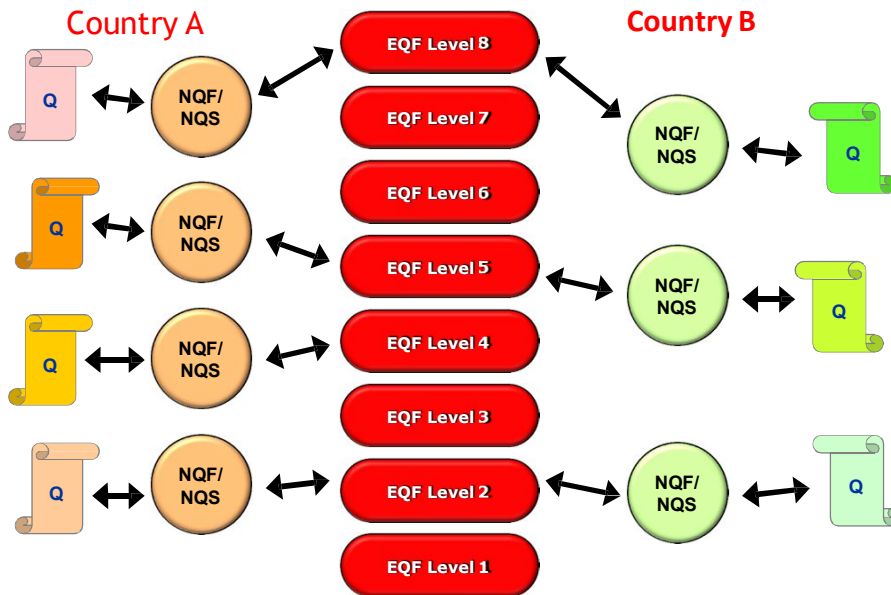 Country A
Country B
EQF Level 8
Q
NQF/
NQS
EQF Level 7
NQF/
NQS
Q
EQF Level 6
Q
NQF/
NQS
EQF Level 5
NQF/
NQS
Q
Q
NQF/
NQS
EQF Level 4
EQF Level 3
Q
NQF/
NQS
EQF Level 2
NQF/
NQS
Q
EQF Level 1